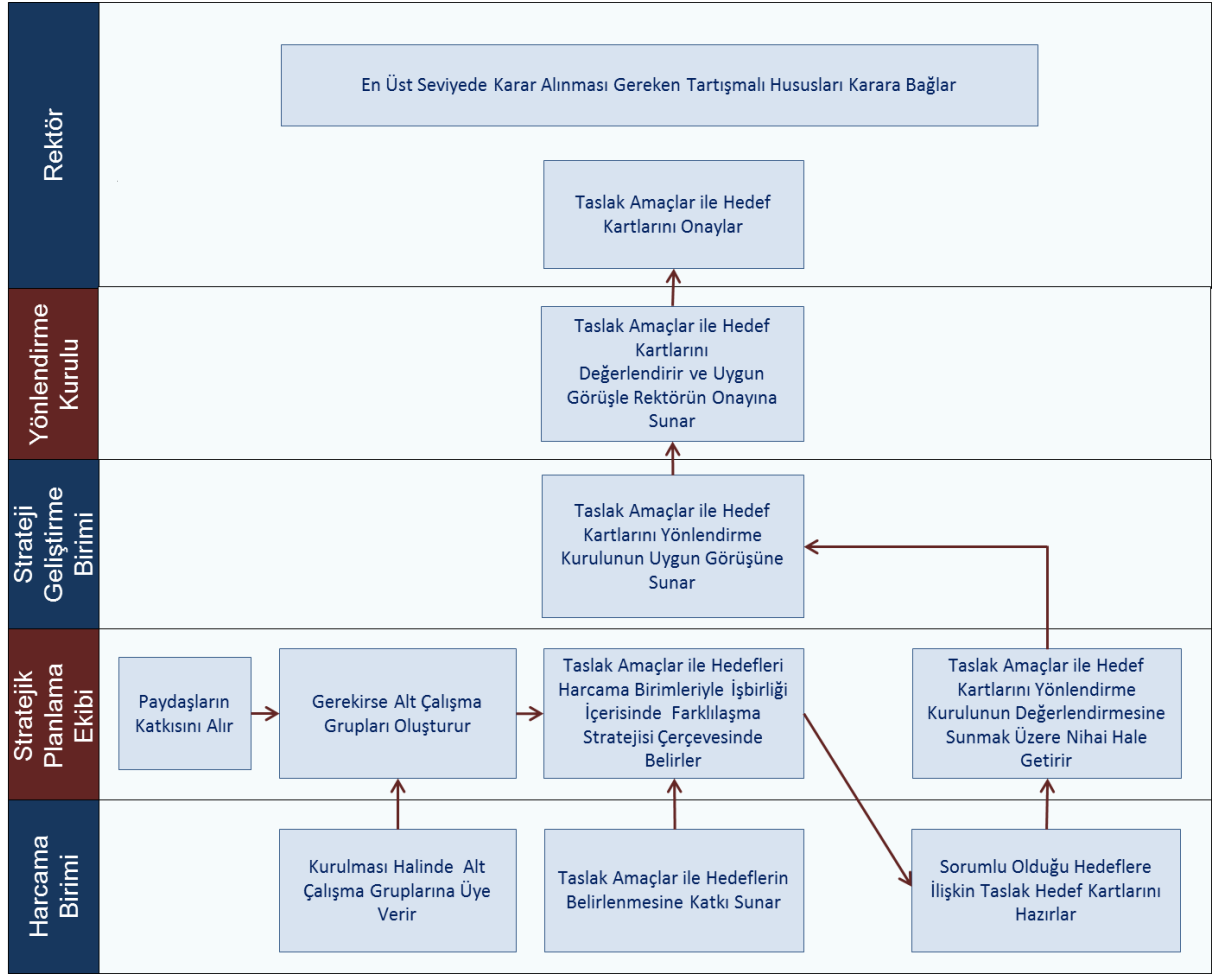 Rektör
En Üst Seviyede Karar Alınması Gereken Tartışmalı Hususları Karara Bağlar
Taslak Amaçlar ile Hedef
Kartlarını Onaylar
Yönlendirme
Kurulu
Taslak Amaçlar ile Hedef
Kartlarını
Değerlendirir ve Uygun
Görüşle Rektörün Onayına
Sunar
Strateji
Geliştirme
Birimi
Taslak Amaçlar ile Hedef
Kartlarını Yönlendirme
Kurulunun Uygun Görüşüne
Sunar
Stratejik
Planlama
Ekibi
Paydaşların
Katkısını Alır
Gerekirse Alt Çalışma
Grupları Oluşturur
Taslak Amaçlar ile Hedefleri
Harcama Birimleriyle İşbirliği
İçerisinde Farklılaşma
Stratejisi Çerçevesinde
Belirler
Taslak Amaçlar ile Hedef
Kartlarını Yönlendirme
Kurulunun Değerlendirmesine
Sunmak Üzere Nihai Hale
Getirir
Harcama
Birimi
Kurulması Halinde Alt
Çalışma Gruplarına Üye
Verir
Taslak Amaçlar ile Hedeflerin
Belirlenmesine Katkı Sunar
Sorumlu Olduğu Hedeflere
İlişkin Taslak Hedef Kartlarını
Hazırlar